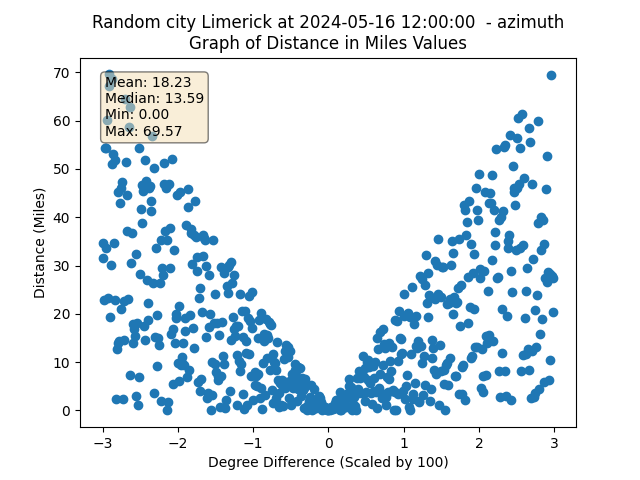 Random city Limerick at 2024-05-16 12:00:00  - azimuth
Graph of Distance in Miles Values
Mean: 18.23
Median: 13.59
Min: 0.00
Max: 69.57
Distance (Miles)
70
60
50
40
30
20
10
0
−3 −2 −1 0 1 2 3
Degree Difference (Scaled by 100)